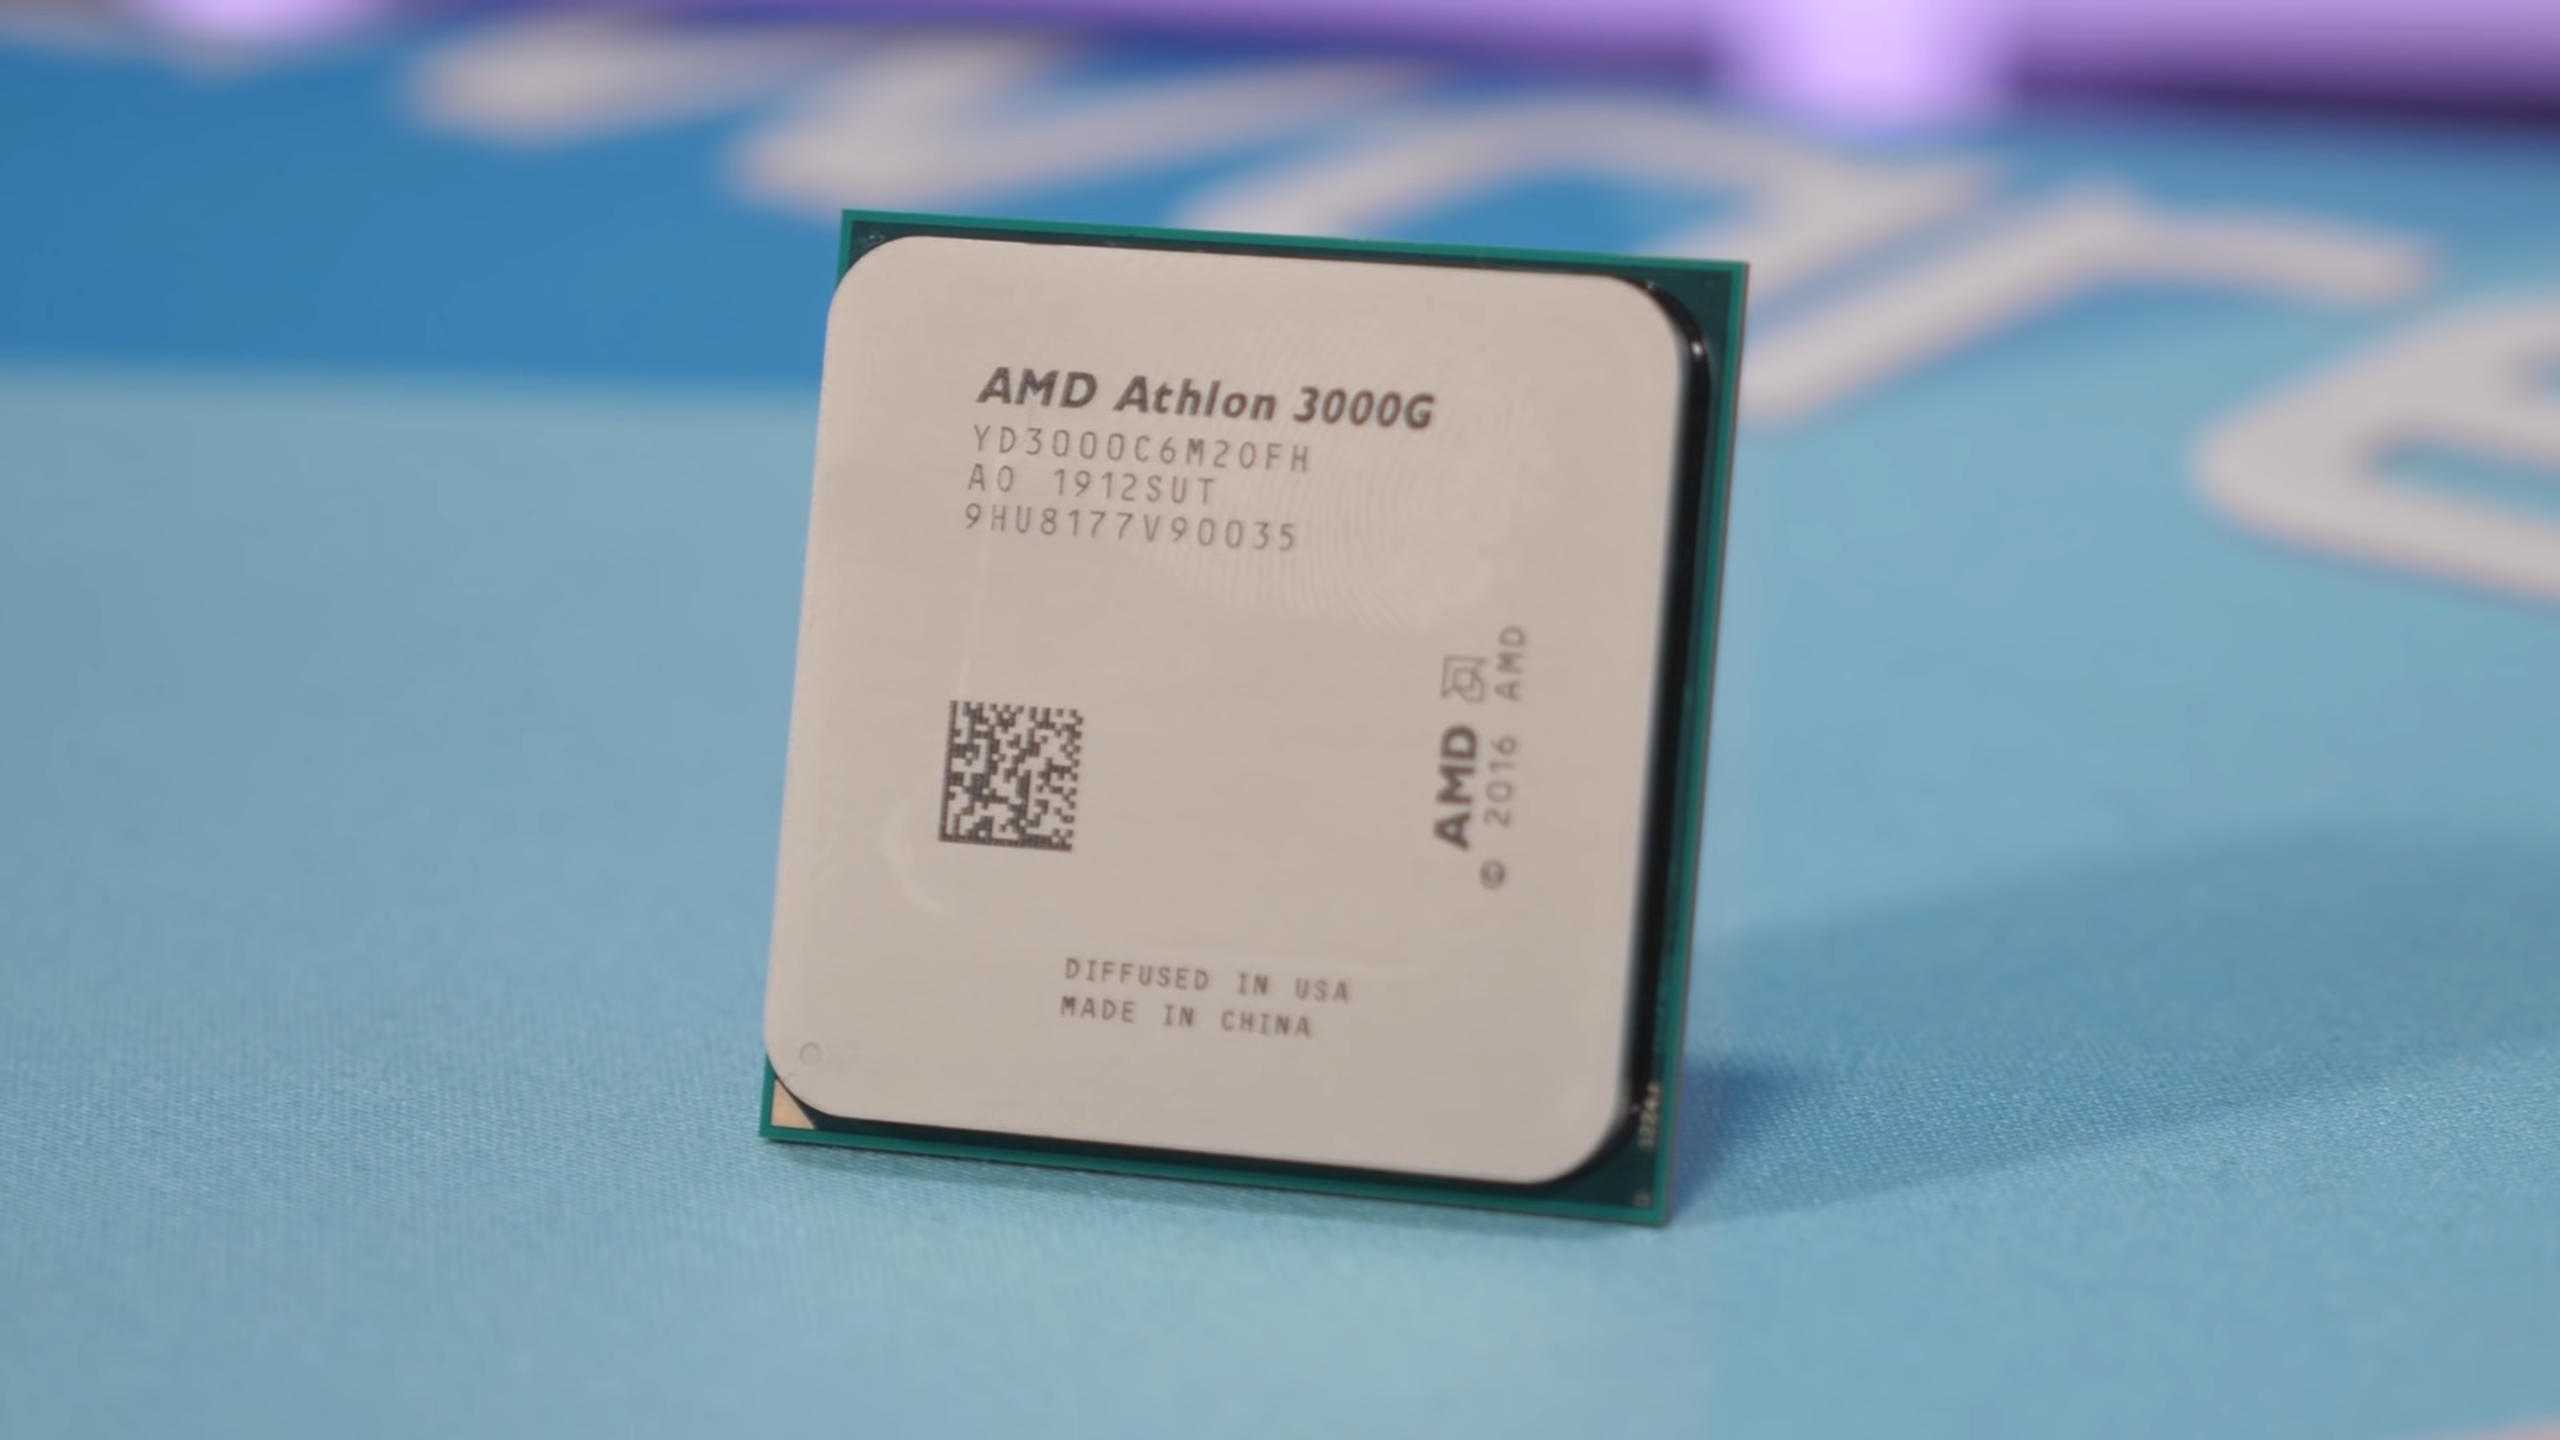 AMD Athlon 3000G
YD3000C6M20FH
A0 1912SUT
9HU8177V90035
AMD
© 2016 AMD
DIFFUSED IN USA
MADE IN CHINA